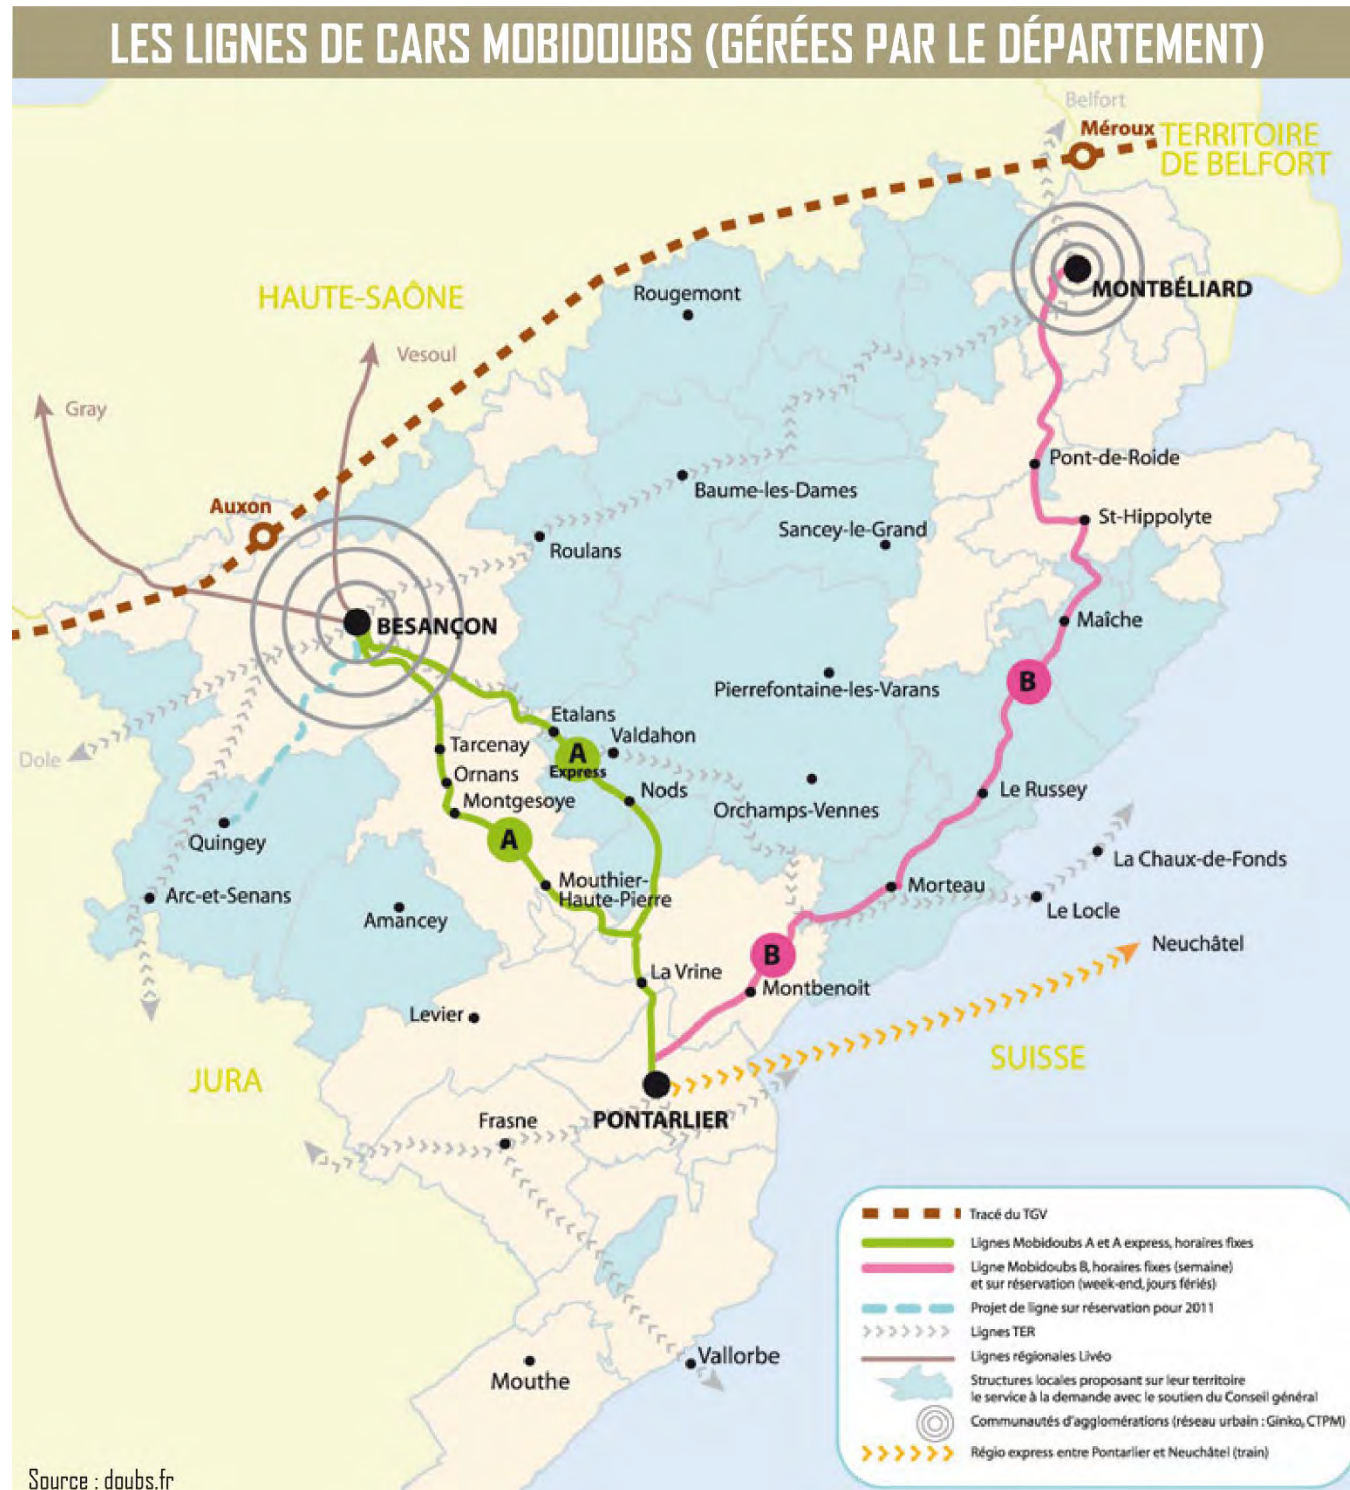 LES LIGNES DE CARS MOBIDOUBS (GÉRÉES PAR LE DÉPARTEMENT)
Belfort
Méroux
TERRITOIRE
DE BELFORT
HAUTE-SAÔNE
Rougemont
MONTBÉLIARD
Vesoul
Gray
Pont-de-Roide
Baume-les-Dames
Auxon
St-Hippolyte
Sancey-le-Grand
Roulans
BESANÇON
Maîche
B
Pierrefontaine-les-Varans
Etalans
Valdahon
Tarcenay
A
Express
Dole
Ornans
Nods
Le Russey
Montgesoye
Orchamps-Vennes
Quingey
A
La Chaux-de-Fonds
Mouthier-
Haute-Pierre
Morteau
Arc-et-Senans
Le Locle
Amancey
Neuchâtel
B
La Vrine
Montbenoit
Levier
SUISSE
JURA
Frasne
PONTARLIER
Vallorbe
Mouthe
Tracé du TGV
Lignes Mobidoubs A et A express, horaires fixes
Ligne Mobidoubs B, horaires fixes (semaine)
et sur réservation (week-end, jours fériés)
Projet de ligne sur réservation pour 2011
Lignes TER
Lignes régionales Livéo
Structures locales proposant sur leur territoire
le service à la demande avec le soutien du Conseil général
Communautés d'agglomérations (réseau urbain : Ginko, CTPM)
Régio express entre Pontarlier et Neuchâtel (train)
Source : doubs.fr